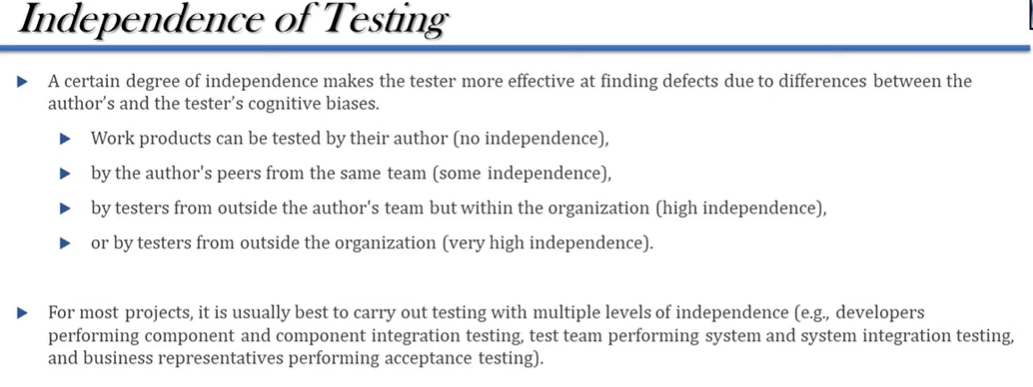 Independence of Testing
A certain degree of independence makes the tester more effective at finding defects due to differences between the
author's and the tester's cognitive biases.
Work products can be tested by their author (no independence),
by the author's peers from the same team (some independence),
by testers from outside the author's team but within the organization (high independence),
or by testers from outside the organization (very high independence).
For most projects, it is usually best to carry out testing with multiple levels of independence (e.g., developers
performing component and component integration testing, test team performing system and system integration testing,
and business representatives performing acceptance testing).